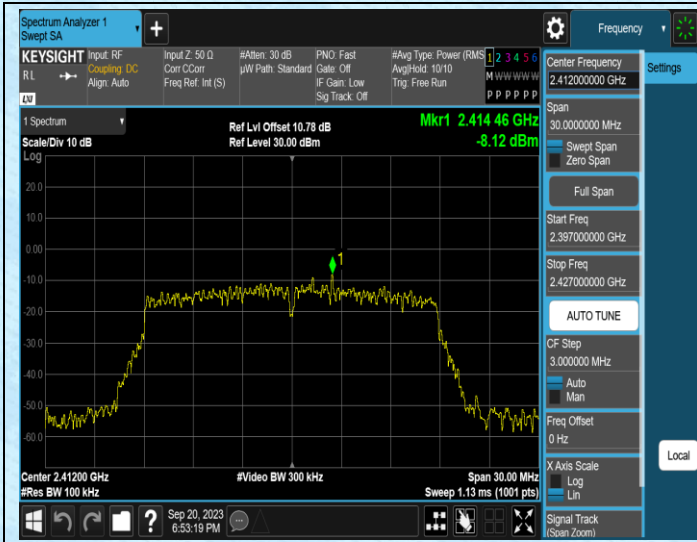 Spectrum Analyzer 1
Swept SA
+
Frequency
KEYSIGHT
RL
LXI
Input: RF
Coupling: DC
Align: Auto
Input Z: 50 Ω
Corr CCorr
Freq Ref: Int (S)
#Atten: 30 dB
µW Path: Standard
PNO: Fast
Gate: Off
IF Gain: Low
Sig Track: Off
#Avg Type: Power (RMS
Avg|Hold: 10/10
Trig: Free Run
1 2 3 4 5 6
M W W W W W
P P P P P P
1 Spectrum
Scale/Div 10 dB
Log
Ref Lvl Offset 10.78 dB
Ref Level 30.00 dBm
Mkr1 2.414 46 GHz
-8.12 dBm
20.0
10.0
0.00
-10.0
-20.0
-30.0
-40.0
-50.0
-60.0
1
Center 2.41200 GHz
#Res BW 100 kHz
#Video BW 300 kHz
Span 30.00 MHz
Sweep 1.13 ms (1001 pts)
?
Sep 20, 2023
6:53:19 PM
Center Frequency
2.412000000 GHz
Span
30.0000000 MHz
Swept Span
Zero Span
Full Span
Start Freq
2.397000000 GHz
Stop Freq
2.427000000 GHz
AUTO TUNE
CF Step
3.000000 MHz
Auto
Man
Freq Offset
0 Hz
X Axis Scale
Log
Lin
Signal Track
(Span Zoom)
Settings
Local